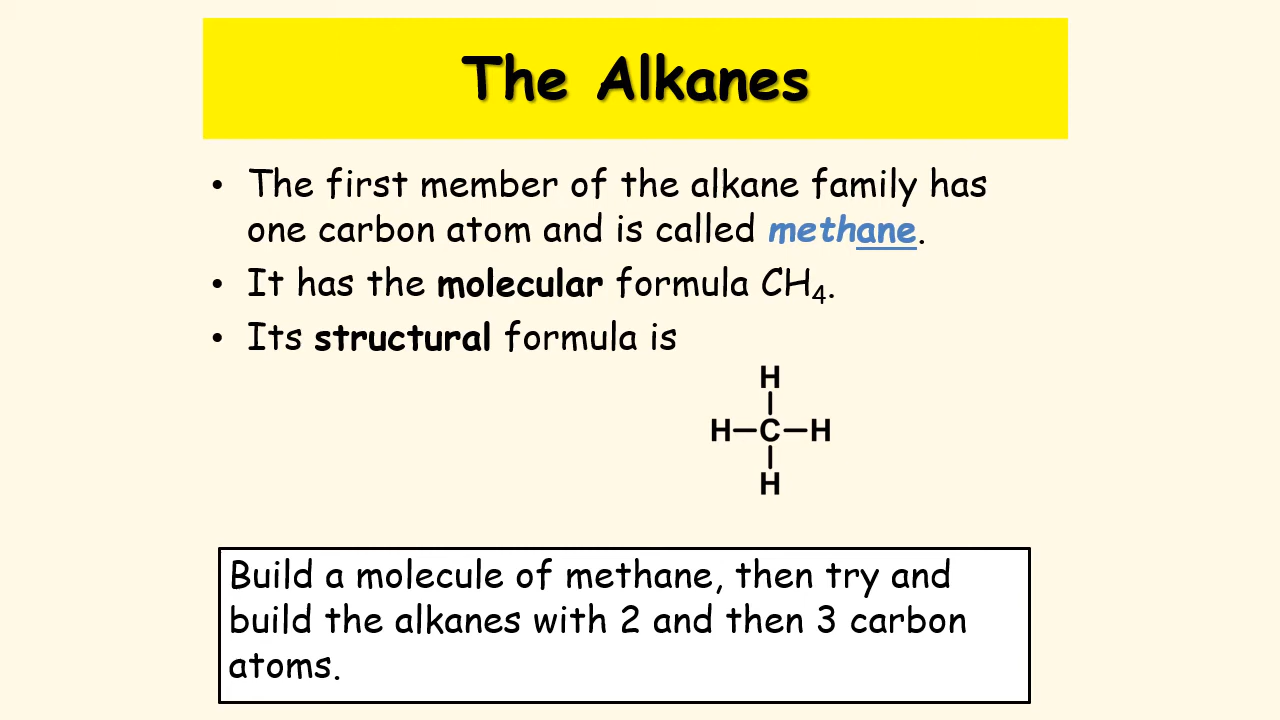 The Alkanes
• The first member of the alkane family has
one carbon atom and is called methane.
• It has the molecular formula CH₄.
• Its structural formula is
H
H—C—H
H
Build a molecule of methane, then try and
build the alkanes with 2 and then 3 carbon
atoms.